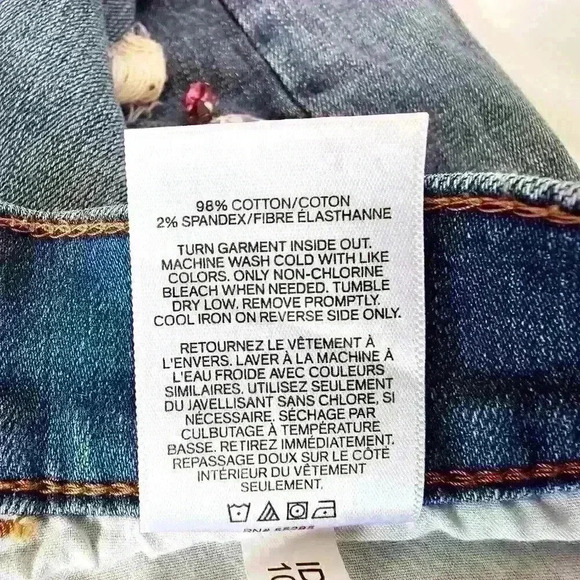 98% COTTON/COTON
2% SPANDEX/FIBRE ÉLASTHANNE
TURN GARMENT INSIDE OUT.
MACHINE WASH COLD WITH LIKE
COLORS. ONLY NON-CHLORINE
BLEACH WHEN NEEDED. TUMBLE
DRY LOW. REMOVE PROMPTLY.
COOL IRON ON REVERSE SIDE ONLY.
RETOURNEZ LE VÊTEMENT À
L'ENVERS. LAVER À LA MACHINE À
L'EAU FROIDE AVEC COULEURS
SIMILAIRES, UTILISEZ SEULEMENT
DU JAVELLISANT SANS CHLORE, SI
NÉCESSAIRE. SÉCHAGE PAR
CULBUTAGE À TEMPÉRATURE
BASSE. RETIREZ IMMÉDIATEMENT.
REPASSAGE DOUX SUR LE CÔTÉ
INTÉRIEUR DU VÊTEMENT
SEULEMENT.
RN#